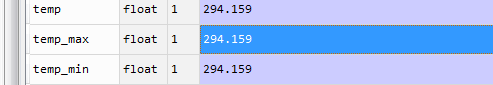 temp float 1 294.159
temp_max float 1 294.159
temp_min float 1 294.159